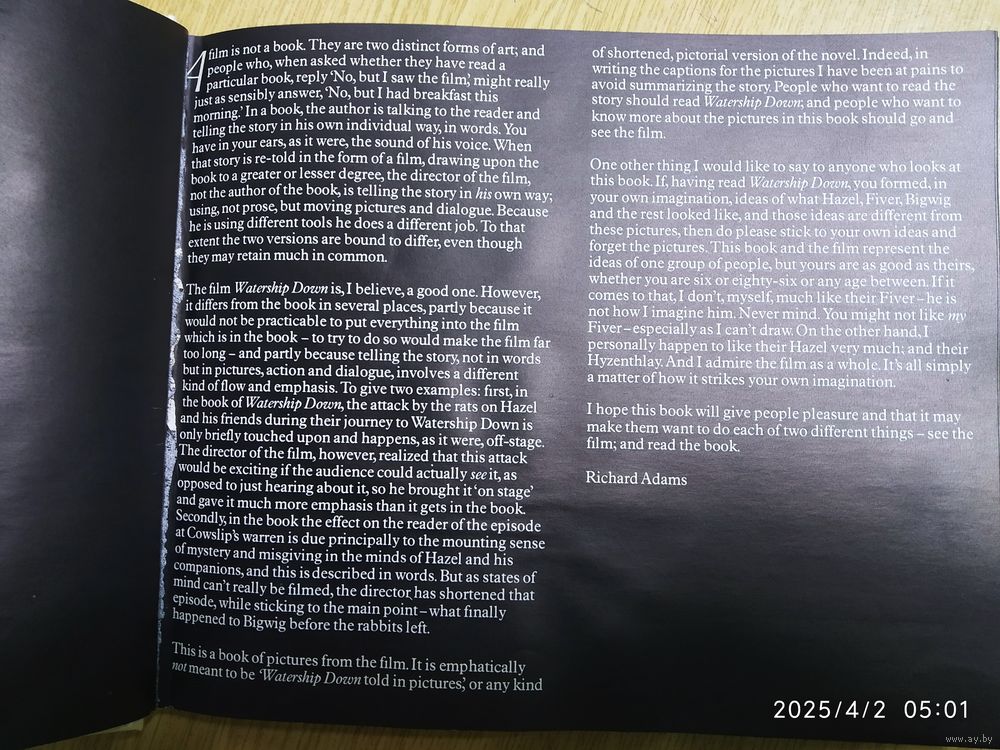 A film is not a book. They are two distinct forms of art; and
people who, when asked whether they have read a
particular book, reply ‘No, but I saw the film,’ might really
just as sensibly answer, ‘No, but I had breakfast this
morning.’ In a book, the author is talking to the reader and
telling the story in his own individual way, in words. You
have in your ears, as it were, the sound of his voice. When
that story is re-told in the form of a film, drawing upon the
book to a greater or lesser degree, the director of the film,
not the author of the book, is telling the story in his own way;
using, not prose, but moving pictures and dialogue. Because
he is using different tools he does a different job. To that
extent the two versions are bound to differ, even though
they may retain much in common.
The film Watership Down is, I believe, a good one. However,
it differs from the book in several places, partly because it
would not be practicable to put everything into the film
which is in the book – to try to do so would make the film far
too long – and partly because telling the story, not in words
but in pictures, action and dialogue, involves a different
kind of flow and emphasis. To give two examples: first, in
the book of Watership Down, the attack by the rats on Hazel
and his friends during their journey to Watership Down is
only briefly touched upon and happens, as it were, off-stage.
The director of the film, however, realized that this attack
would be exciting if the audience could actually see it, as
opposed to just hearing about it, so he brought it ‘on stage’
and gave it much more emphasis than it gets in the book.
Secondly, in the book the effect on the reader of the episode
at Cowslip’s warren is due principally to the mounting sense
of mystery and misgiving in the minds of Hazel and his
companions, and this is described in words. But as states of
mind can’t really be filmed, the director has shortened that
episode, while sticking to the main point – what finally
happened to Bigwig before the rabbits left.
This is a book of pictures from the film. It is emphatically
not meant to be ‘Watership Down told in pictures,’ or any kind
of shortened, pictorial version of the novel. Indeed, in
writing the captions for the pictures I have been at pains to
avoid summarizing the story. People who want to read the
story should read Watership Down; and people who want to
know more about the pictures in this book should go and
see the film.
One other thing I would like to say to anyone who looks at
this book. If, having read Watership Down, you formed, in
your own imagination, ideas of what Hazel, Fiver, Bigwig
and the rest looked like, and those ideas are different from
these pictures, then do please stick to your own ideas and
forget the pictures. This book and the film represent the
ideas of one group of people, but yours are as good as theirs,
whether you are six or eighty-six or any age between. If it
comes to that, I don’t, myself, much like their Fiver – he is
not how I imagine him. Never mind. You might not like my
Fiver – especially as I can’t draw. On the other hand, I
personally happen to like their Hazel very much; and their
Hyzenthlay. And I admire the film as a whole. It’s all simply
a matter of how it strikes your own imagination.
I hope this book will give people pleasure and that it may
make them want to do each of two different things – see the
film; and read the book.
Richard Adams
2025/4/2 05:01
www.ay.by